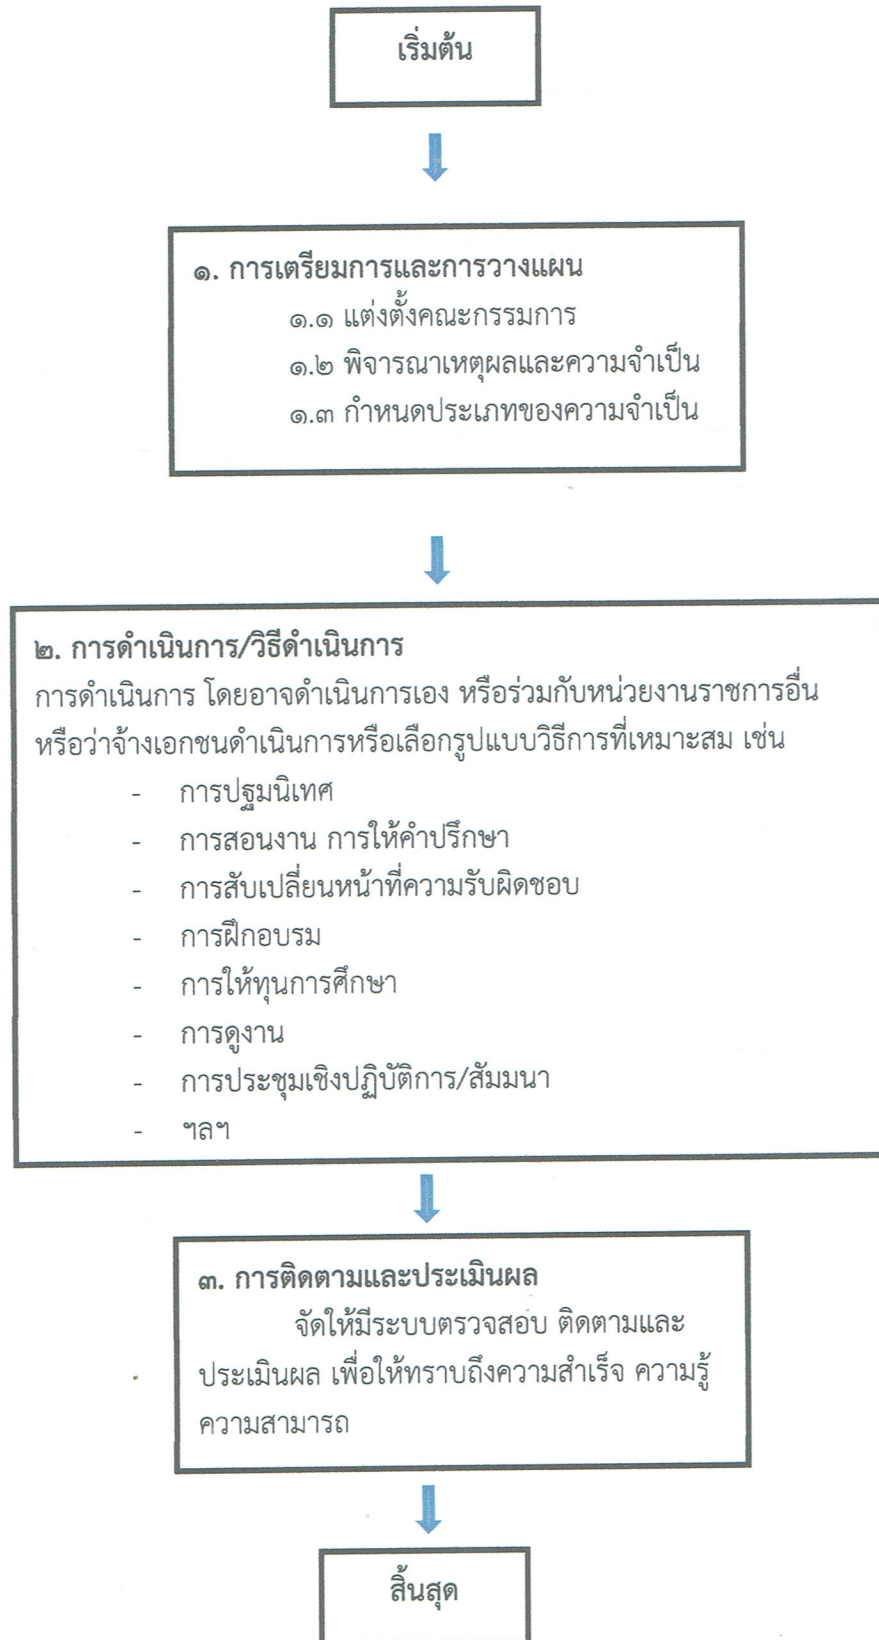 เริ่มต้น
๑. การเตรียมการและการวางแผน
๑.๑ แต่งตั้งคณะกรรมการ
๑.๒ พิจารณาเหตุผลและความจำเป็น
๑.๓ กำหนดประเภทของความจำเป็น
๒. การดำเนินการ/วิธีดำเนินการ
การดำเนินการ โดยอาจดำเนินการเอง หรือร่วมกับหน่วยงานราชการอื่น
หรือว่าจ้างเอกชนดำเนินการหรือเลือกรูปแบบวิธีการที่เหมาะสม เช่น
- การปฐมนิเทศ
- การสอนงาน การให้คำปรึกษา
- การสับเปลี่ยนหน้าที่ความรับผิดชอบ
- การฝึกอบรม
- การให้ทุนการศึกษา
- การดูงาน
- การประชุมเชิงปฏิบัติการ/สัมมนา
- ฯลฯ
๓. การติดตามและประเมินผล
จัดให้มีระบบตรวจสอบ ติดตามและ
ประเมินผล เพื่อให้ทราบถึงความสำเร็จ ความรู้
ความสามารถ
สิ้นสุด